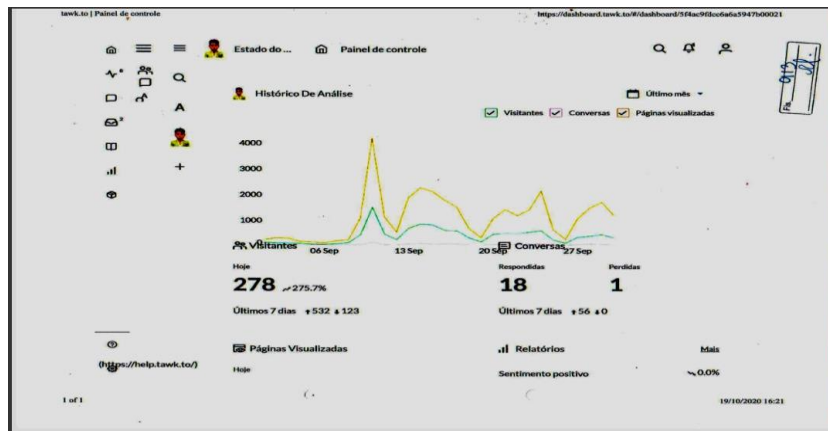 tawk.to | Painel de controle
https://dashboard.tawk.to/#/dashboard/5f4ac9fdcc6a6a5947b00021
Estado do ...
Painel de controle
Fls.
Histórico De Análise
Último mês
Visitantes
Conversas
Páginas visualizadas
A
4000
3000
2000
1000
0
06 Sep
13 Sep
20 Sep
27 Sep
Visitantes
Conversas
Hoje
Respondidas
Perdidas
278
275.7%
18
1
Últimos 7 dias
532
123
Últimos 7 dias
56
0
Páginas Visualizadas
Relatórios
Mais
(https://help.tawk.to/)
Hoje
Sentimento positivo
0.0%
1 of 1
19/10/2020 16:21